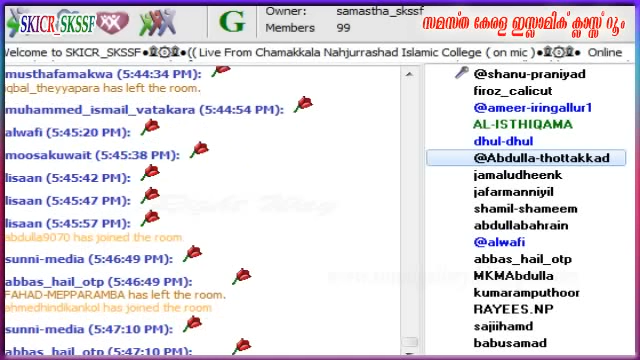 SKICR_SKSSF
G
Owner: samastha_skssf
Members 99
സമസ്ത കേരള ഇസ്ലാമിക് ക്ലാസ്സ് റൂം
Welcome to SKICR_SKSSF~●۩۞۩●~(( Live From Chamakkala Nahjurrashad Islamic College ( on mic )●۩۞۩●~ Online
musthafamakwa (5:44:34 PM):
iqbal_theyyapara has left the room.
muhammed_ismail_vatakara (5:44:54 PM):
alwafi (5:45:20 PM):
moosakuwait (5:45:38 PM):
lisaan (5:45:42 PM):
lisaan (5:45:47 PM):
lisaan (5:45:57 PM):
abdulla9070 has joined the room
sunni-media (5:46:49 PM):
abbas_hail_otp (5:46:49 PM):
FAHAD-MEPPARAMBA has left the room.
ahmedhindikankol has joined the room
sunni-media (5:47:10 PM):
abbas_hail_otp (5:47:10 PM):
@shanu-praniyad
firoz_calicut
@ameer-iringallur1
AL-ISTHIQAMA
dhul-dhul
@Abdulla-thottakkad
jamaludheenk
jafarmanniyil
shamil-shameem
abdullabahrain
@alwafi
abbas_hail_otp
MKMAbdulla
kumaramputhoor
RAYEES.NP
sajiihamd
babusamad